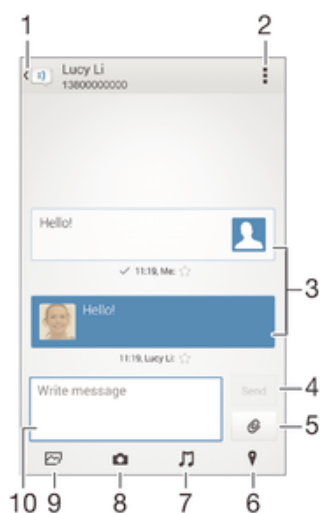 1 2
Lucy Li
13800000000
Hello!
11:19, Me:
3
Hello!
11:19, Lucy Li:
Write message
Send 4
5
10 9 8 7 6